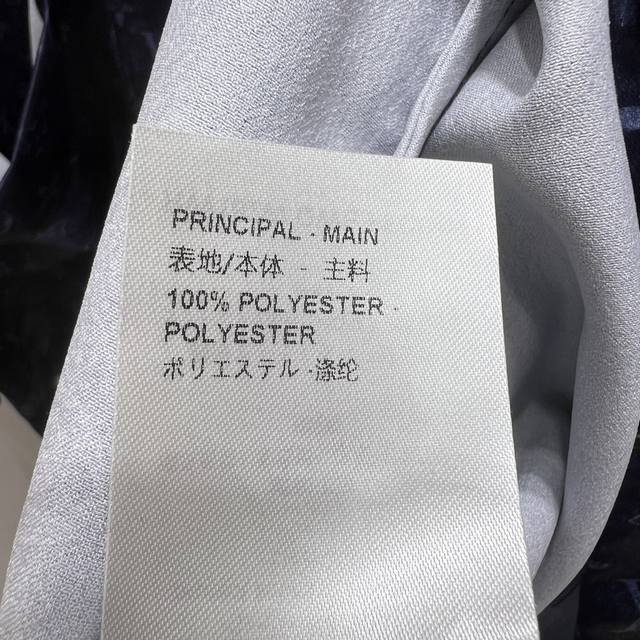 PRINCIPAL - MAIN
表地/本体 - 主料
100% POLYESTER -
POLYESTER
ポリエステル -涤纶